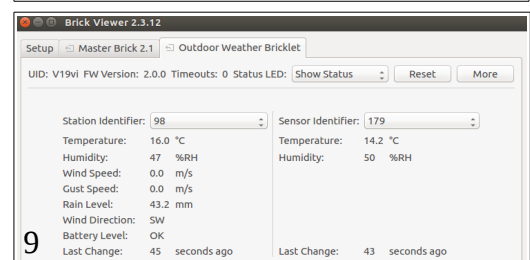 Brick Viewer 2.3.12
Setup Master Brick 2.1 Outdoor Weather Bricklet
UID: V19vi FW Version: 2.0.0 Timeouts: 0 Status LED: Show Status Reset More
Station Identifier: 98 Sensor Identifier: 179
Temperature: 16.0 °C Temperature: 14.2 °C
Humidity: 47 %RH Humidity: 50 %RH
Wind Speed: 0.0 m/s
Gust Speed: 0.0 m/s
Rain Level: 43.2 mm
Wind Direction: SW
Battery Level: OK
9
Last Change: 45 seconds ago Last Change: 43 seconds ago